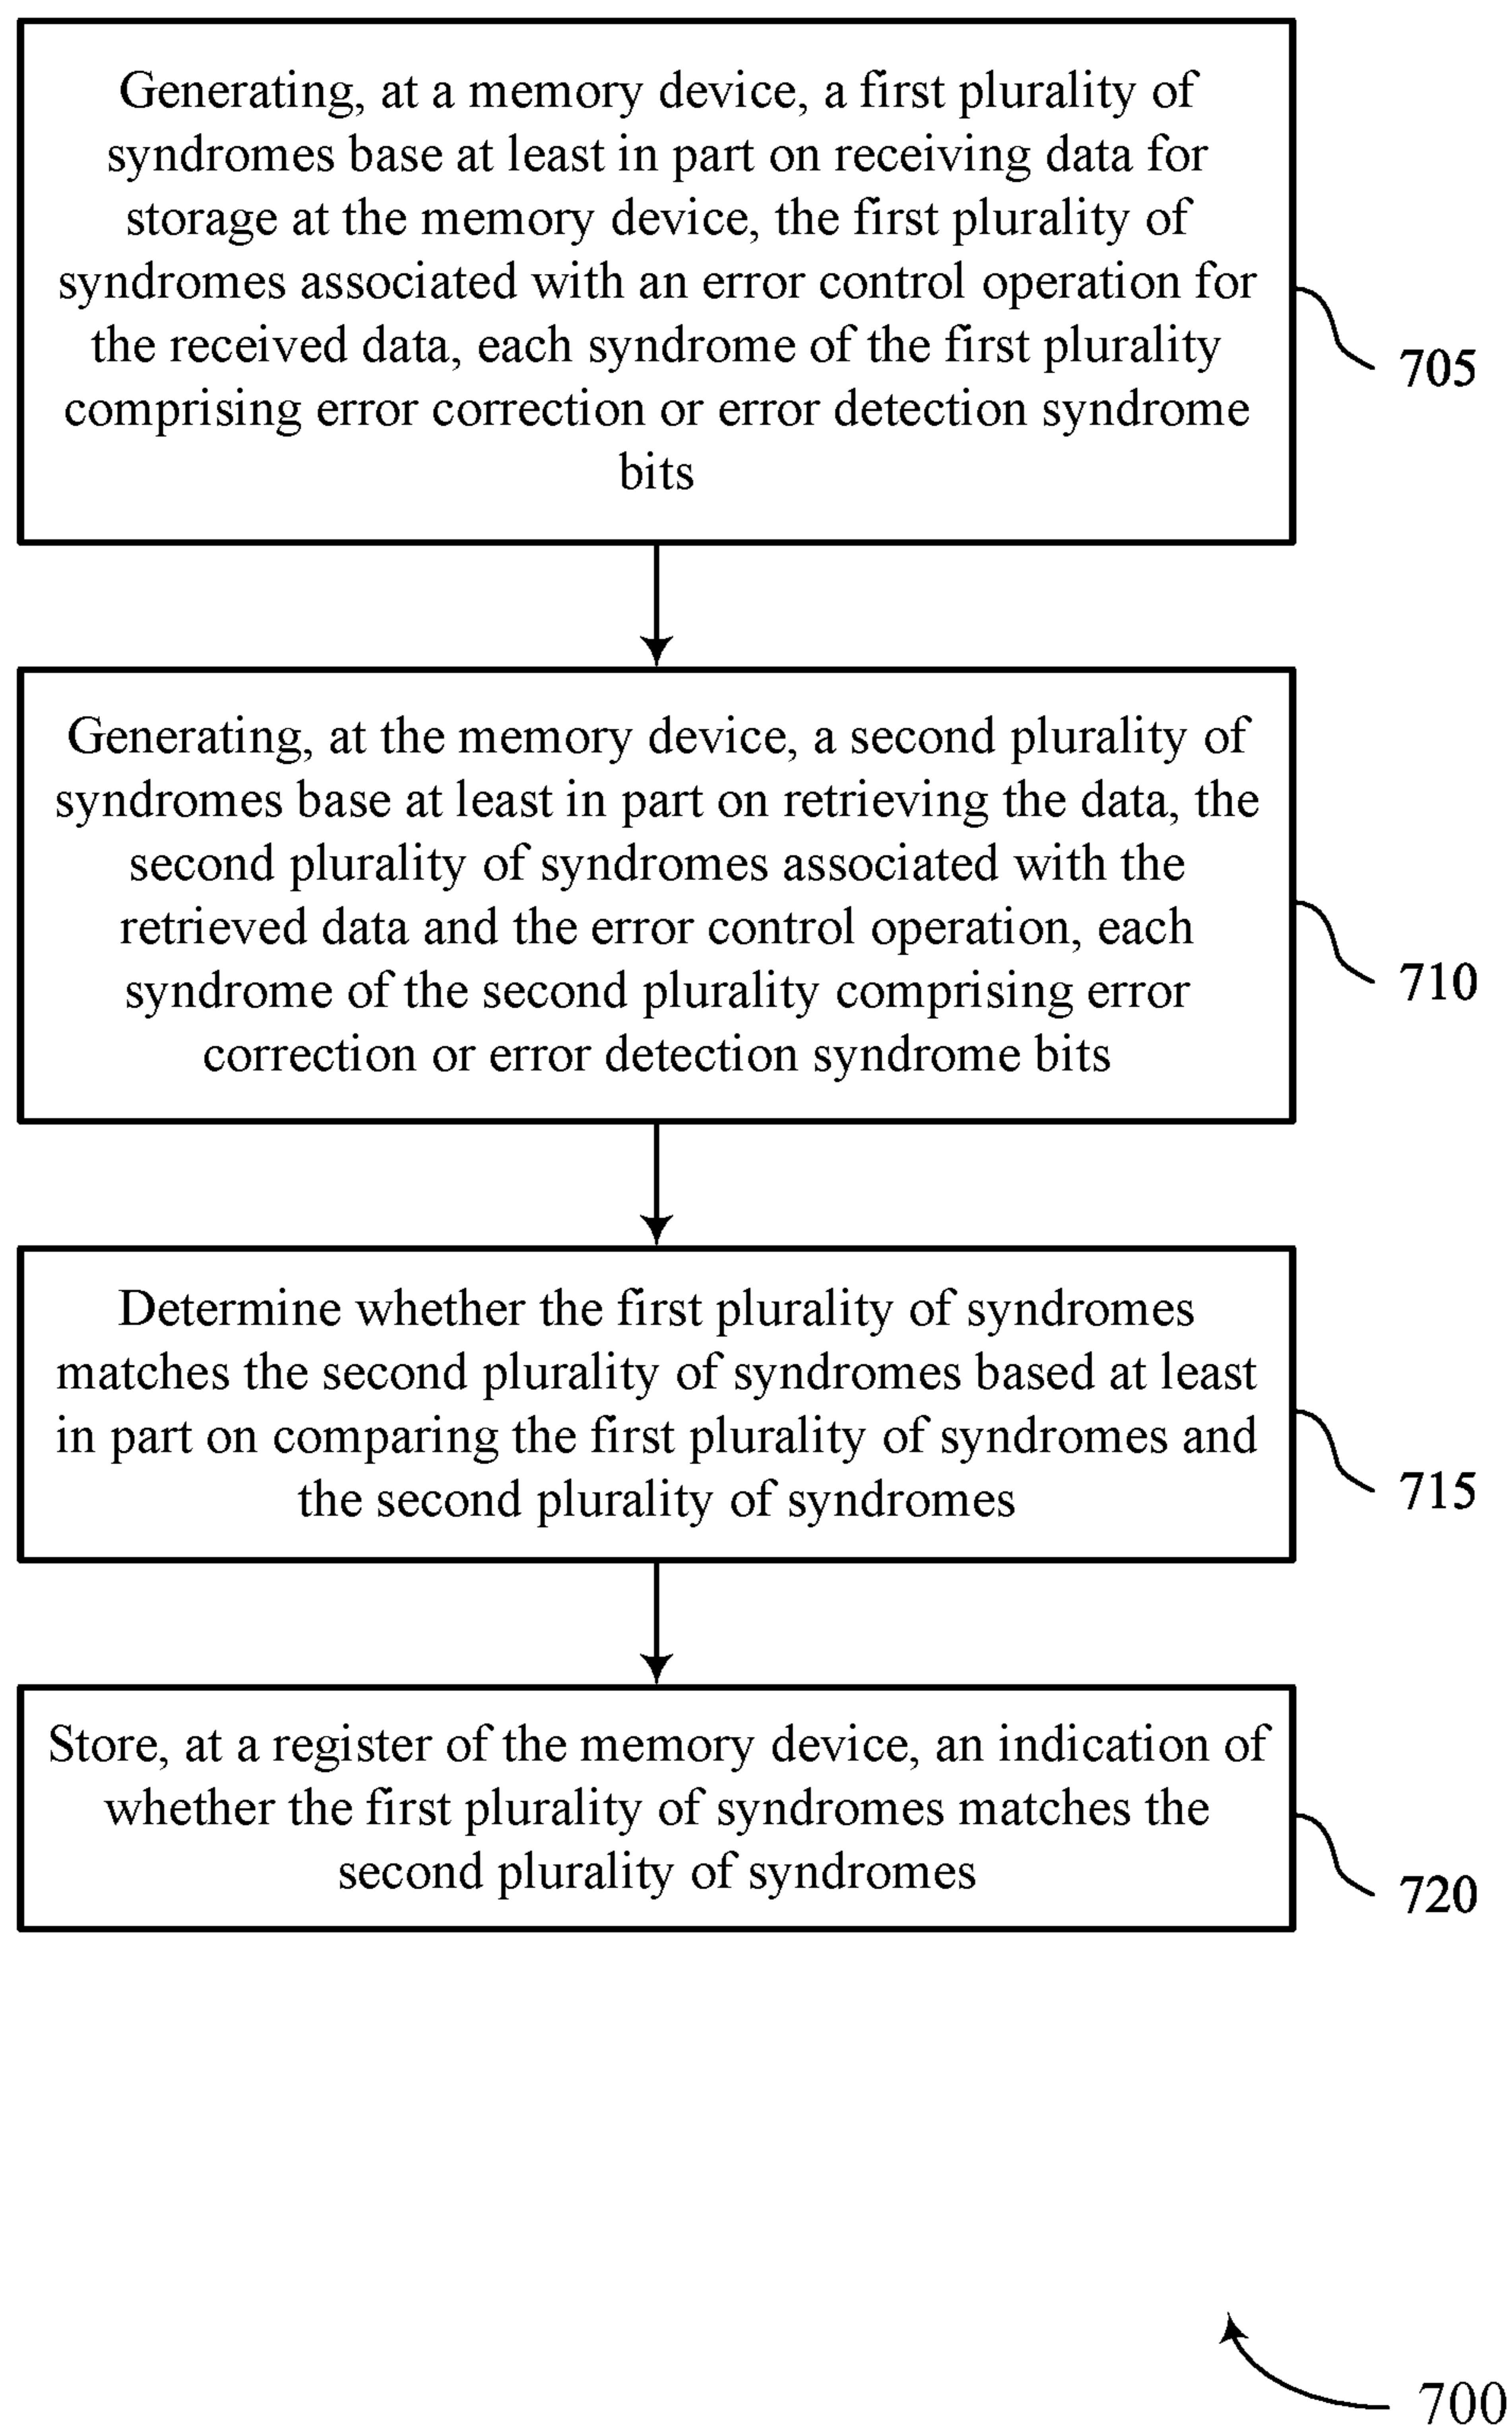 Generating, at a memory device, a first plurality of
syndromes base at least in part on receiving data for
storage at the memory device, the first plurality of
syndromes associated with an error control operation for
the received data, each syndrome of the first plurality
comprising error correction or error detection syndrome
bits
705
Generating, at the memory device, a second plurality of
syndromes base at least in part on retrieving the data, the
second plurality of syndromes associated with the
retrieved data and the error control operation, each
syndrome of the second plurality comprising error
correction or error detection syndrome bits
710
Determine whether the first plurality of syndromes
matches the second plurality of syndromes based at least
in part on comparing the first plurality of syndromes and
the second plurality of syndromes
715
Store, at a register of the memory device, an indication of
whether the first plurality of syndromes matches the
second plurality of syndromes
720
700